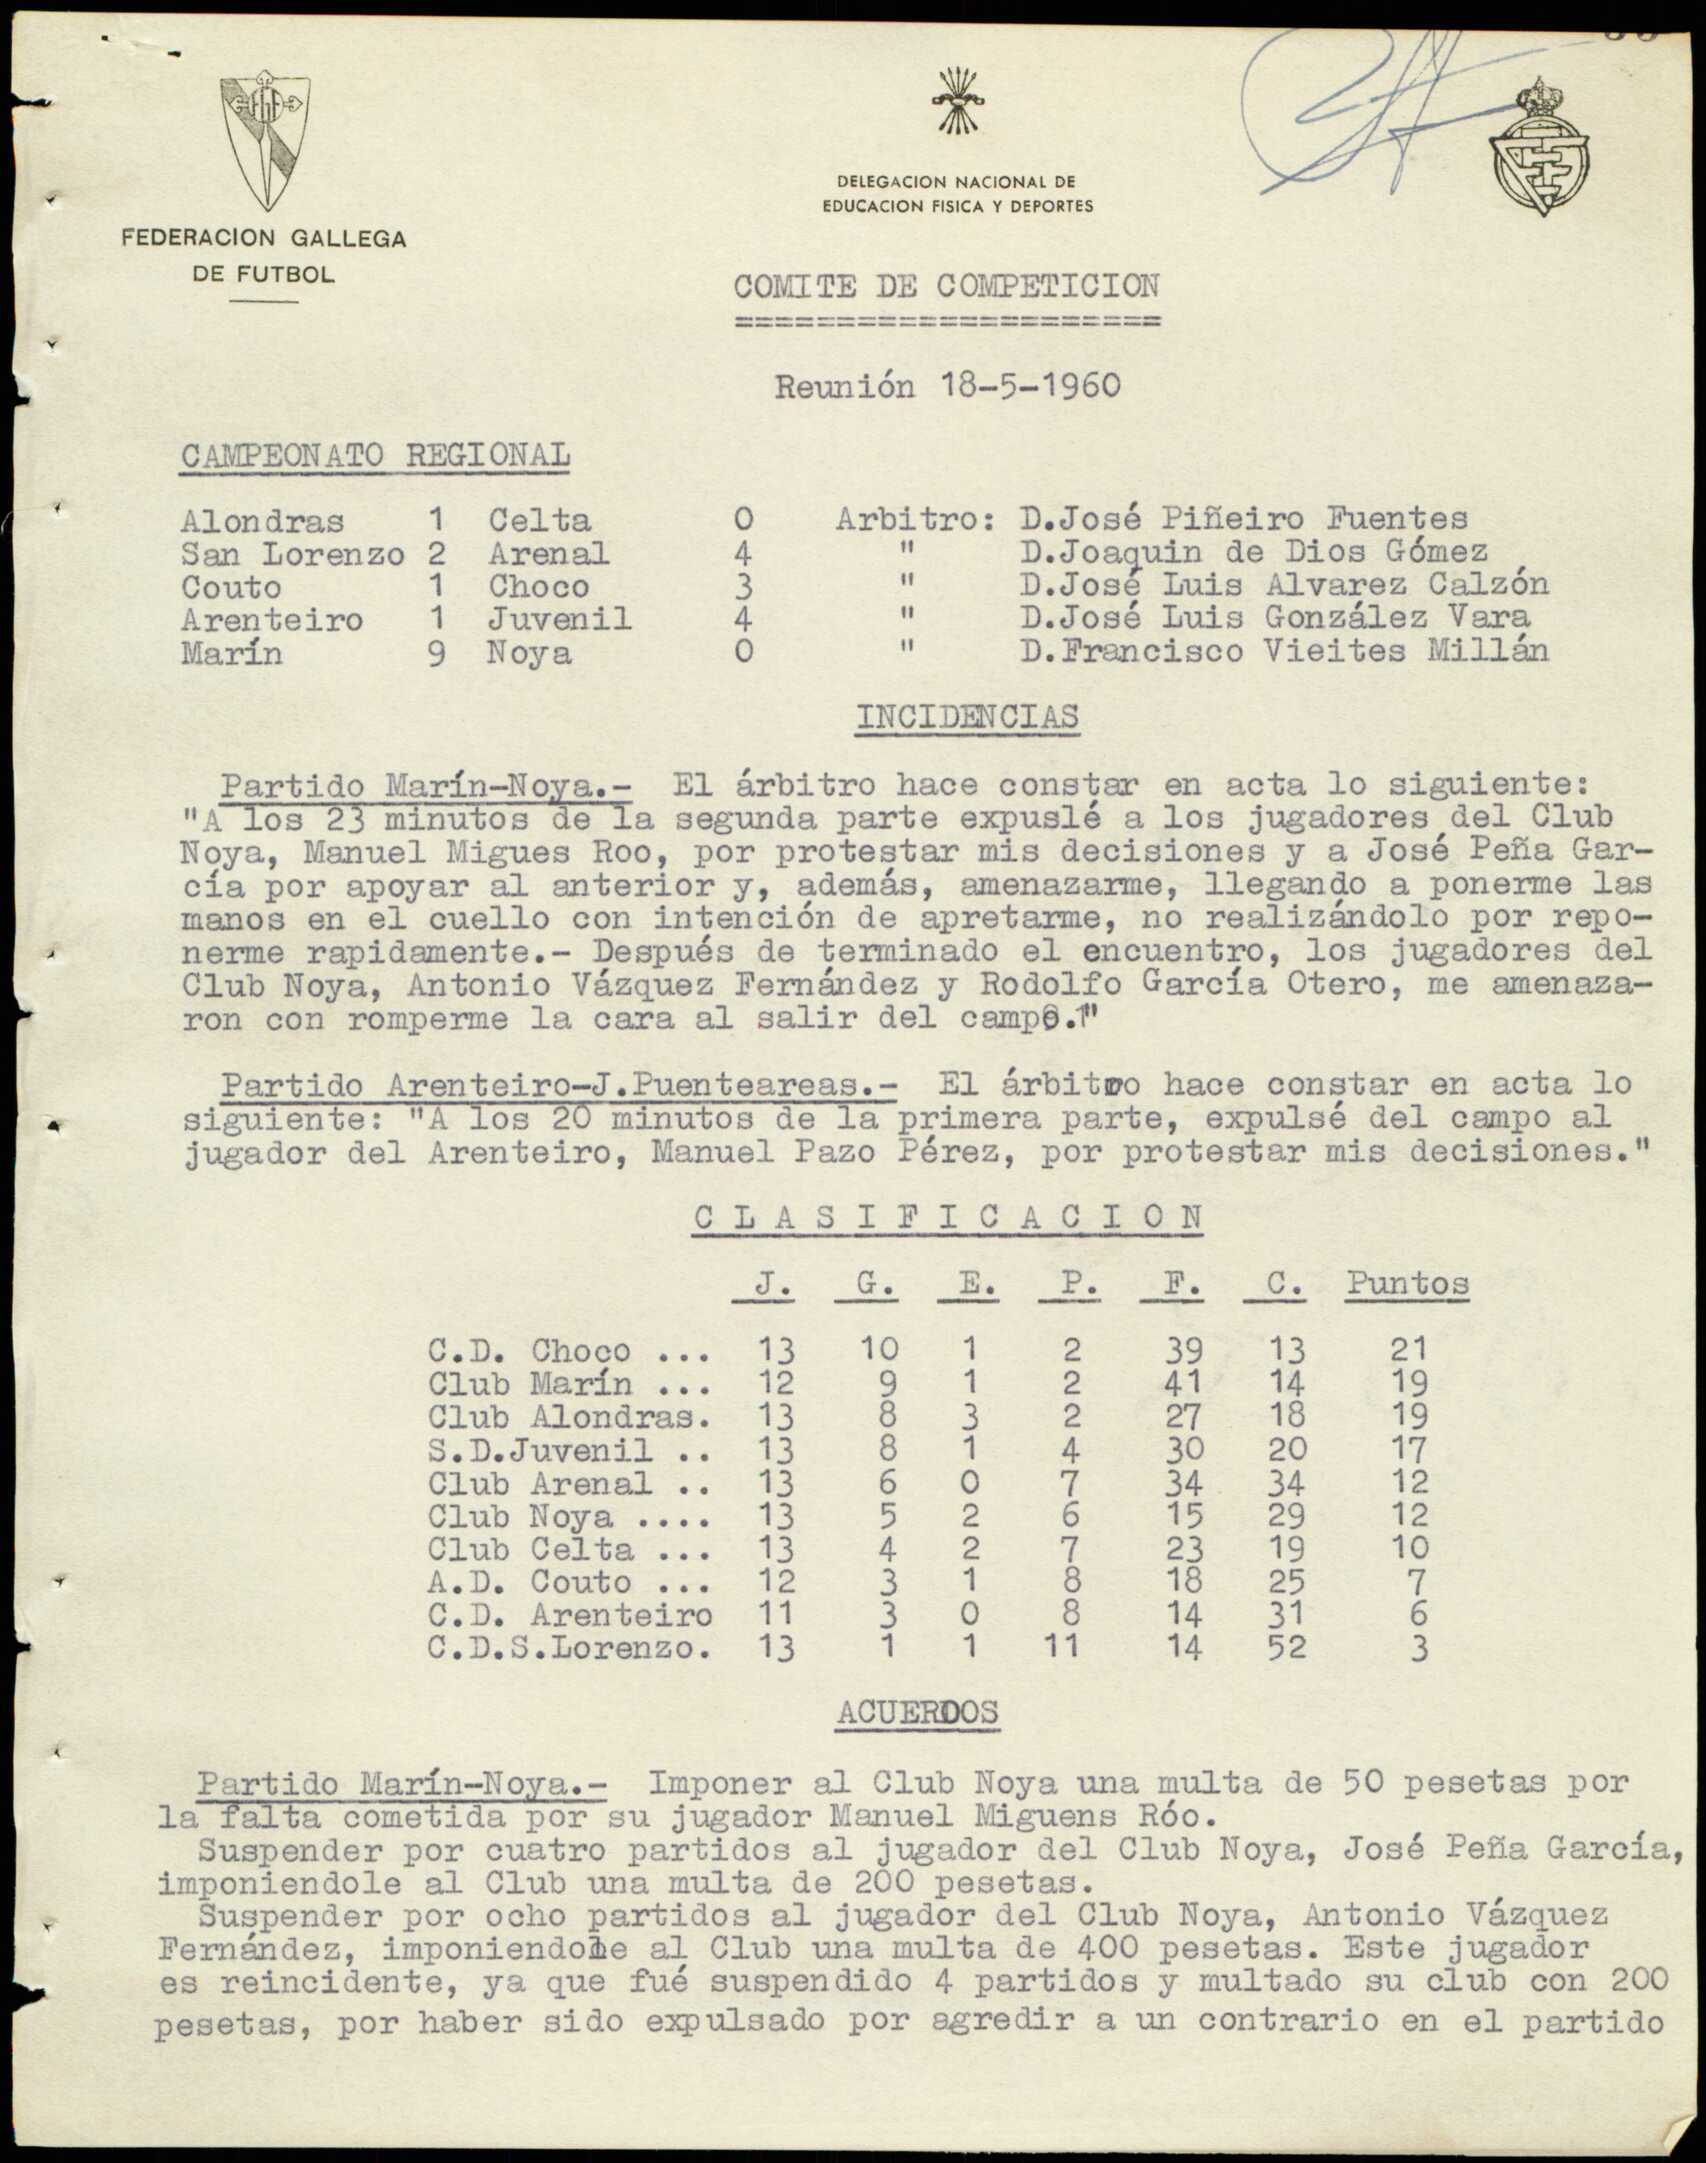 FEDERACION GALLEGA
DE FUTBOL
DELEGACION NACIONAL DE
EDUCACION FISICA Y DEPORTES
COMITE DE COMPETICION
=====================
Reunión 18-5-1960
CAMPEONATO REGIONAL
Alondras 1 Celta 0 Arbitro: D.José Piñeiro Fuentes
San Lorenzo 2 Arenal 4 " D.Joaquin de Dios Gómez
Couto 1 Choco 3 " D.José Luis Alvarez Calzón
Arenteiro 1 Juvenil 4 " D.José Luis González Vara
Marín 9 Noya 0 " D.Francisco Vieites Millán
INCIDENCIAS
Partido Marín-Noya.- El árbitro hace constar en acta lo siguiente:
"A los 23 minutos de la segunda parte expuslé a los jugadores del Club
Noya, Manuel Migues Roo, por protestar mis decisiones y a José Peña Gar-
cía por apoyar al anterior y, además, amenazarme, llegando a ponerme las
manos en el cuello con intención de apretarme, no realizándolo por repo-
nerme rapidamente.- Después de terminado el encuentro, los jugadores del
Club Noya, Antonio Vázquez Fernández y Rodolfo García Otero, me amenaza-
ron con romperme la cara al salir del campo."
Partido Arenteiro-J.Puenteareas.- El árbitro hace constar en acta lo
siguiente: "A los 20 minutos de la primera parte, expulsé del campo al
jugador del Arenteiro, Manuel Pazo Pérez, por protestar mis decisiones."
C L A S I F I C A C I O N
J. G. E. P. F. C. Puntos
C.D. Choco ... 13 10 1 2 39 13 21
Club Marín ... 12 9 1 2 41 14 19
Club Alondras. 13 8 3 2 27 18 19
S.D.Juvenil .. 13 8 1 4 30 20 17
Club Arenal .. 13 6 0 7 34 34 12
Club Noya .... 13 5 2 6 15 29 12
Club Celta ... 13 4 2 7 23 19 10
A.D. Couto ... 12 3 1 8 18 25 7
C.D. Arenteiro 11 3 0 8 14 31 6
C.D.S.Lorenzo. 13 1 1 11 14 52 3
ACUERDOS
Partido Marín-Noya.- Imponer al Club Noya una multa de 50 pesetas por
la falta cometida por su jugador Manuel Miguens Róo.
Suspender por cuatro partidos al jugador del Club Noya, José Peña García,
imponiendole al Club una multa de 200 pesetas.
Suspender por ocho partidos al jugador del Club Noya, Antonio Vázquez
Fernández, imponiendole al Club una multa de 400 pesetas. Este jugador
es reincidente, ya que fué suspendido 4 partidos y multado su club con 200
pesetas, por haber sido expulsado por agredir a un contrario en el partido